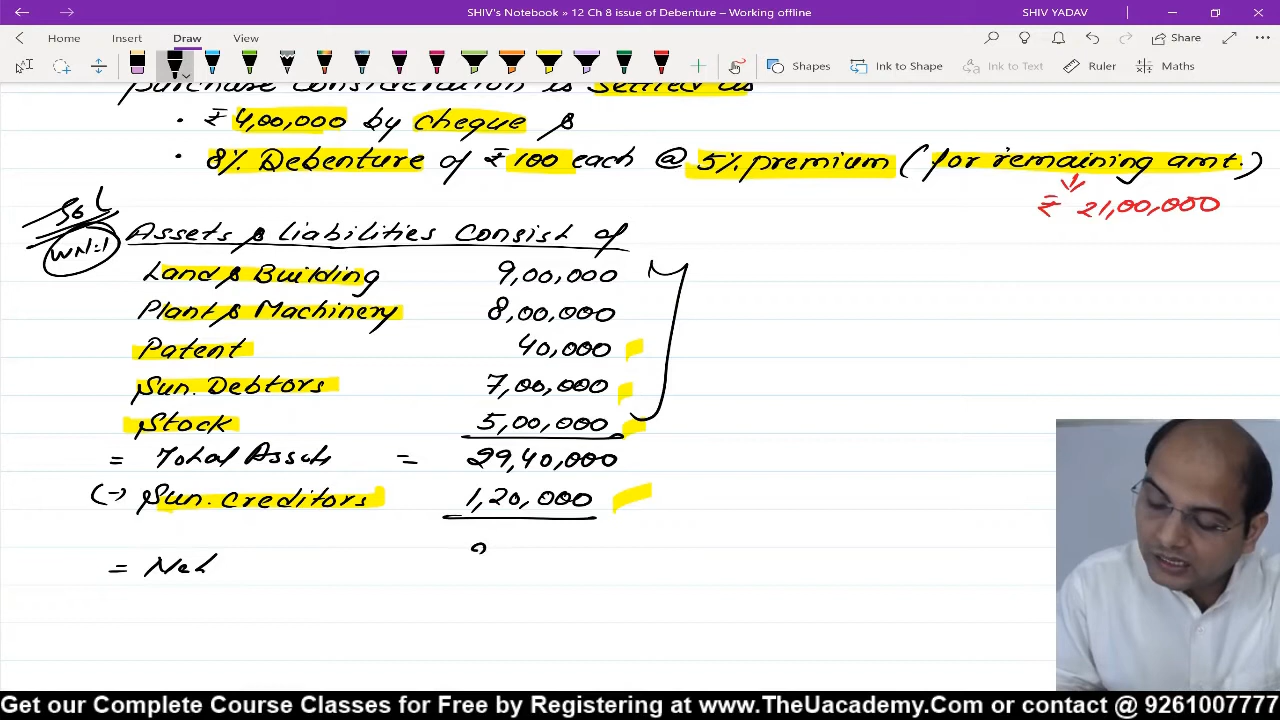 SHIV's Notebook » 12 Ch 8 issue of Debenture – Working offline
SHIV YADAV
Home Insert Draw View
Share
Shapes Ink to Shape Ink to Text Ruler Maths
purchase consideration is settled as
· ₹ 4,00,000 by cheque &
· 8% Debenture of ₹ 100 each @ 5% premium (for remaining amt.)
₹ 21,00,000
Sol
WN:1
Assets & liabilities Consist of
Land & Building 9,00,000
Plant & Machinery 8,00,000
Patent 40,000
Sun. Debtors 7,00,000
Stock 5,00,000
= Total Assets = 29,40,000
(-) Sun. creditors 1,20,000
= Net
Get our Complete Course Classes for Free by Registering at www.TheUacademy.Com or contact @ 9261007777